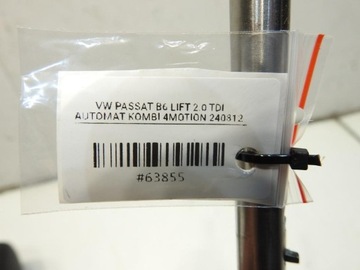 VW PASSAT B6 LIFT 2.0 TDI
AUTOMAT KOMBI 4MOTION 240812
#63855